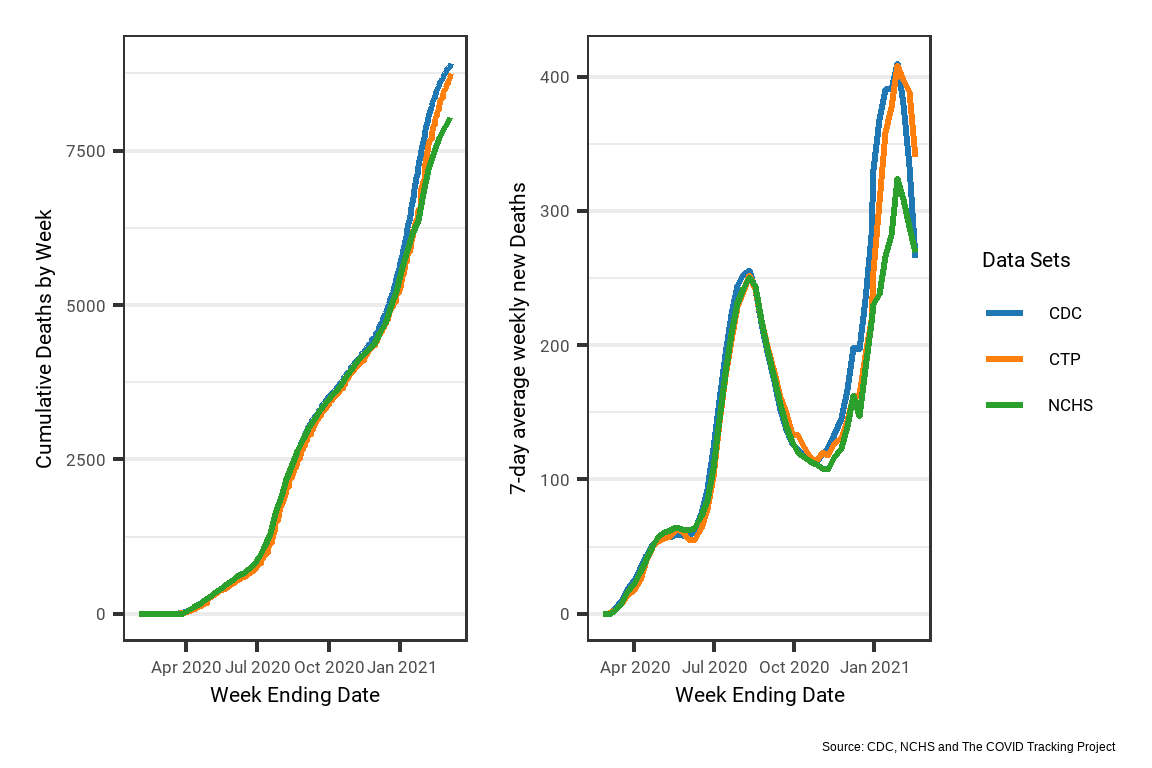 Cumulative Deaths by Week
7500
5000
2500
0
Apr 2020 Jul 2020 Oct 2020 Jan 2021
Week Ending Date
7-day average weekly new Deaths
400
300
200
100
0
Apr 2020 Jul 2020 Oct 2020 Jan 2021
Week Ending Date
Data Sets
CDC
CTP
NCHS
Source: CDC, NCHS and The COVID Tracking Project